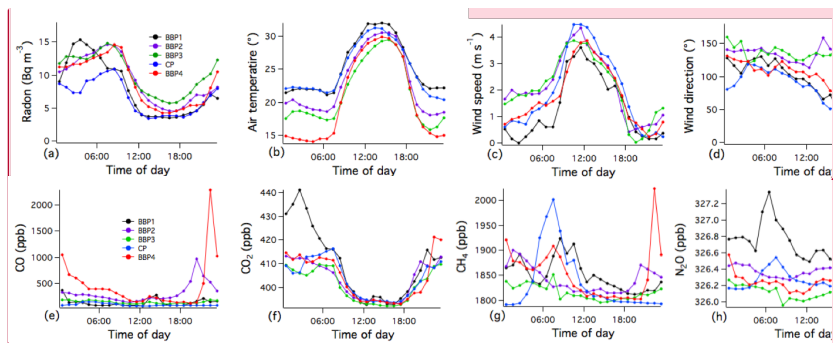 Radon (Bq m-3)
15
10
5
0
BBP1
BBP2
BBP3
CP
BBP4
(a)
06:00
12:00
18:00
Time of day
Air temperatire (°)
30
25
20
15
(b)
06:00
12:00
18:00
Time of day
Wind speed (m s-1)
4
3
2
1
0
(c)
06:00
12:00
18:00
Time of day
Wind direction (°)
150
100
50
0
(d)
06:00
12:00
Time of day
CO (ppb)
2000
1500
1000
500
BBP1
BBP2
BBP3
CP
BBP4
(e)
06:00
12:00
18:00
Time of day
CO2 (ppb)
440
430
420
410
400
(f)
06:00
12:00
18:00
Time of day
CH4 (ppb)
2000
1950
1900
1850
1800
(g)
06:00
12:00
18:00
Time of day
N2O (ppb)
327.2
327.0
326.8
326.6
326.4
326.2
326.0
(h)
06:00
12:00
Time of day